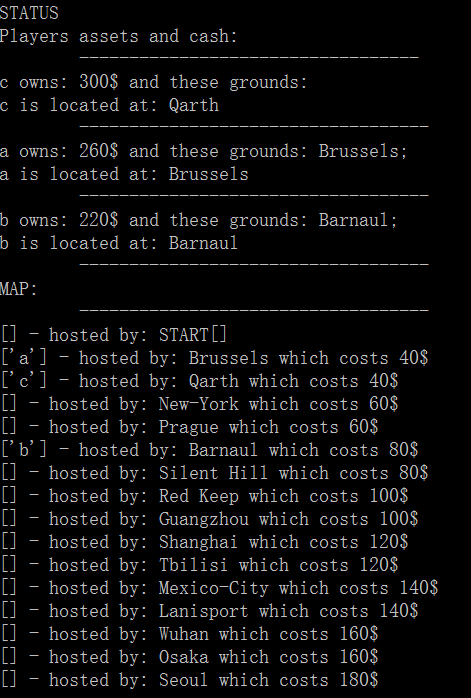 STATUS
Players assets and cash:
----------------------------------
c owns: 300$ and these grounds:
c is located at: Qarth
-----------------------------------
a owns: 260$ and these grounds: Brussels;
a is located at: Brussels
-----------------------------------
b owns: 220$ and these grounds: Barnaul;
b is located at: Barnaul
-----------------------------------
MAP:
-----------------------------------
[] - hosted by: START[]
['a'] - hosted by: Brussels which costs 40$
['c'] - hosted by: Qarth which costs 40$
[] - hosted by: New-York which costs 60$
[] - hosted by: Prague which costs 60$
['b'] - hosted by: Barnaul which costs 80$
[] - hosted by: Silent Hill which costs 80$
[] - hosted by: Red Keep which costs 100$
[] - hosted by: Guangzhou which costs 100$
[] - hosted by: Shanghai which costs 120$
[] - hosted by: Tbilisi which costs 120$
[] - hosted by: Mexico-City which costs 140$
[] - hosted by: Lanisport which costs 140$
[] - hosted by: Wuhan which costs 160$
[] - hosted by: Osaka which costs 160$
[] - hosted by: Seoul which costs 180$